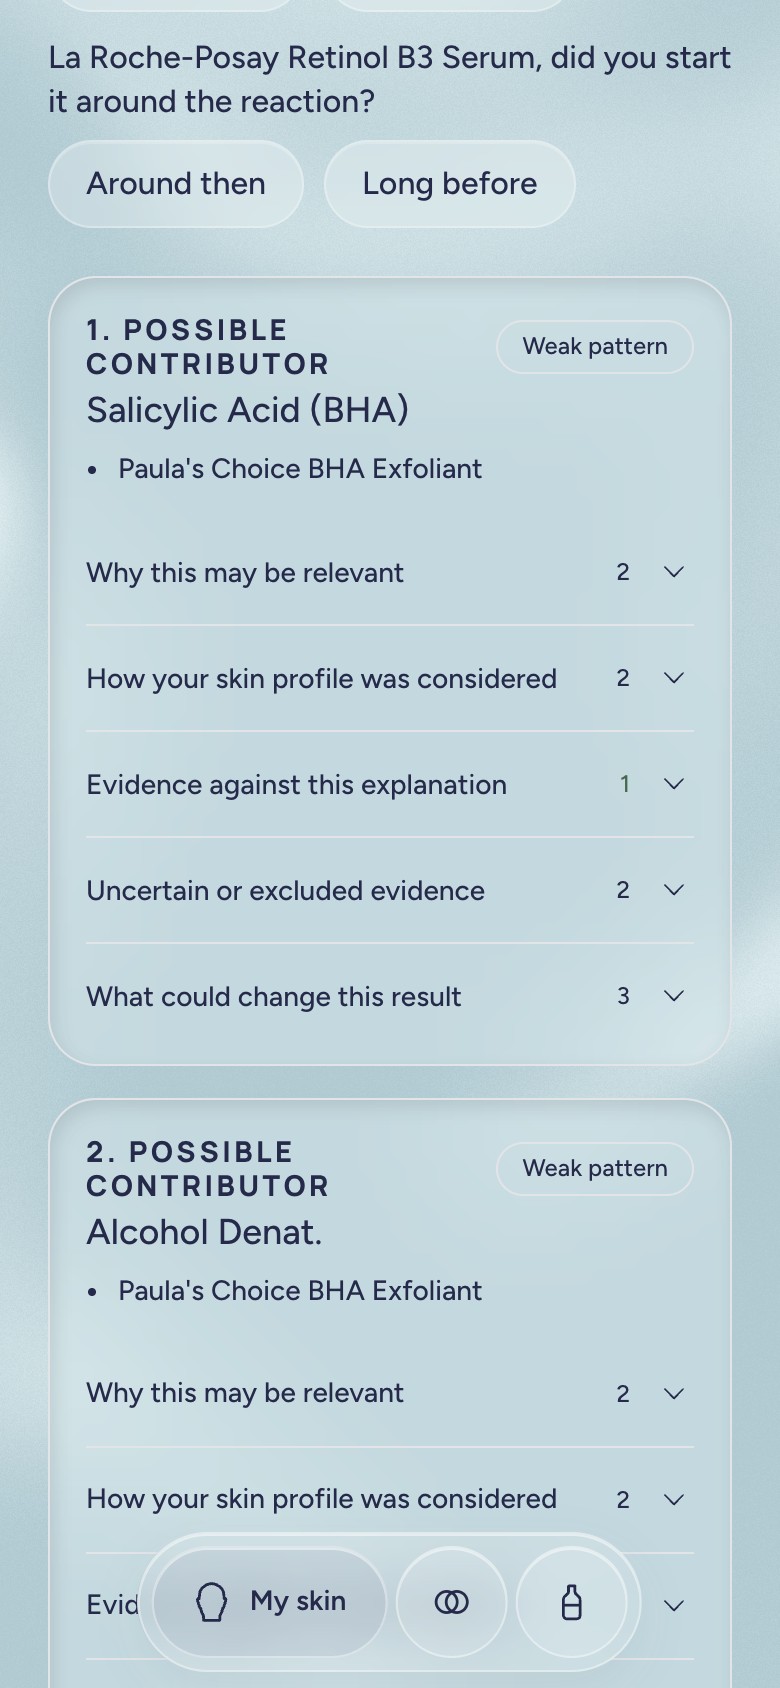 La Roche-Posay Retinol B3 Serum, did you start
it around the reaction?
Around then
Long before
1. POSSIBLE
CONTRIBUTOR
Weak pattern
Salicylic Acid (BHA)
• Paula's Choice BHA Exfoliant
Why this may be relevant 2
How your skin profile was considered 2
Evidence against this explanation 1
Uncertain or excluded evidence 2
What could change this result 3
2. POSSIBLE
CONTRIBUTOR
Weak pattern
Alcohol Denat.
• Paula's Choice BHA Exfoliant
Why this may be relevant 2
How your skin profile was considered 2
Evid
My skin